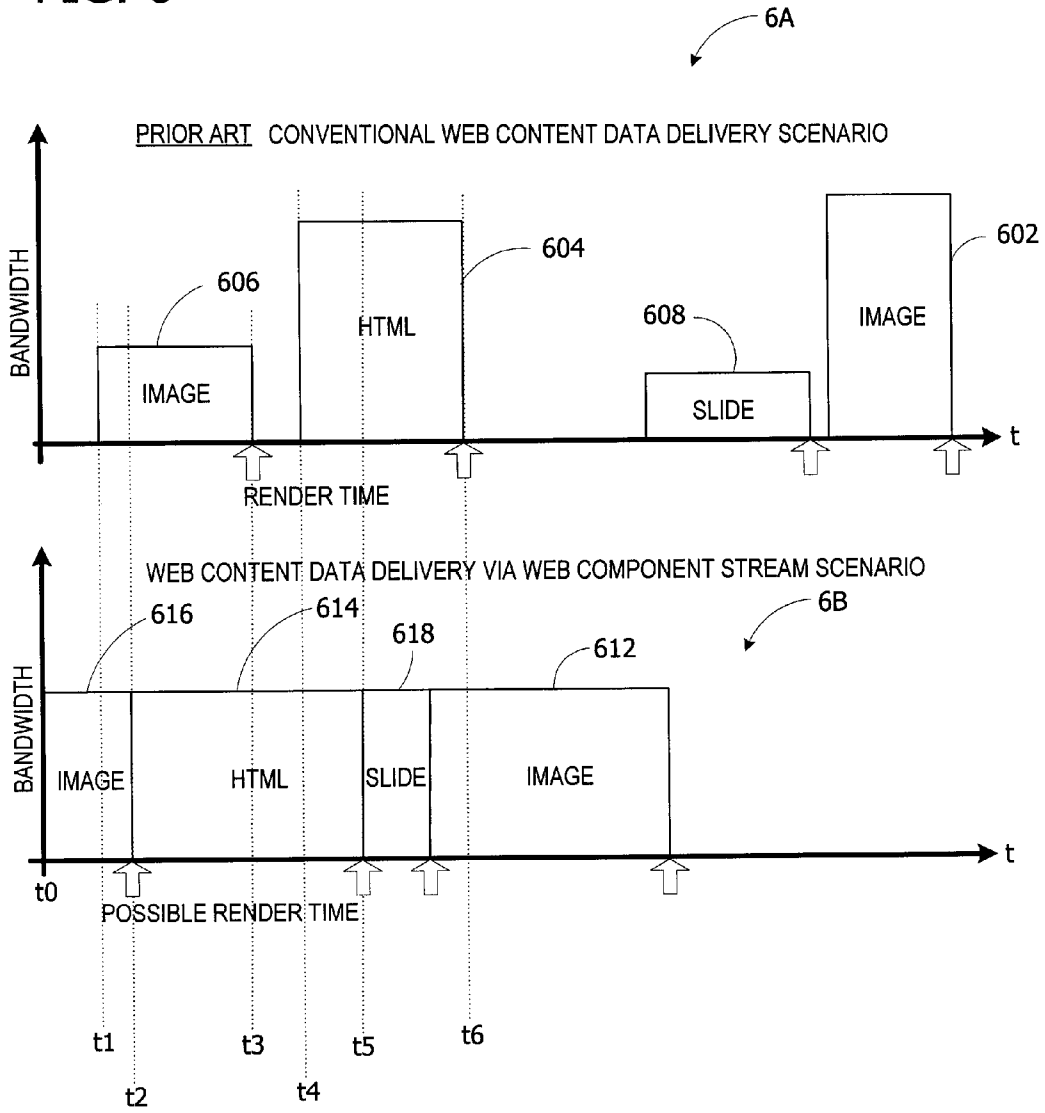 6A
PRIOR ART CONVENTIONAL WEB CONTENT DATA DELIVERY SCENARIO
BANDWIDTH
606
IMAGE
604
HTML
608
SLIDE
602
IMAGE
t
RENDER TIME
WEB CONTENT DATA DELIVERY VIA WEB COMPONENT STREAM SCENARIO
6B
BANDWIDTH
616
614
618
612
IMAGE
HTML
SLIDE
IMAGE
t
t0
POSSIBLE RENDER TIME
t1
t3
t5
t6
t2
t4